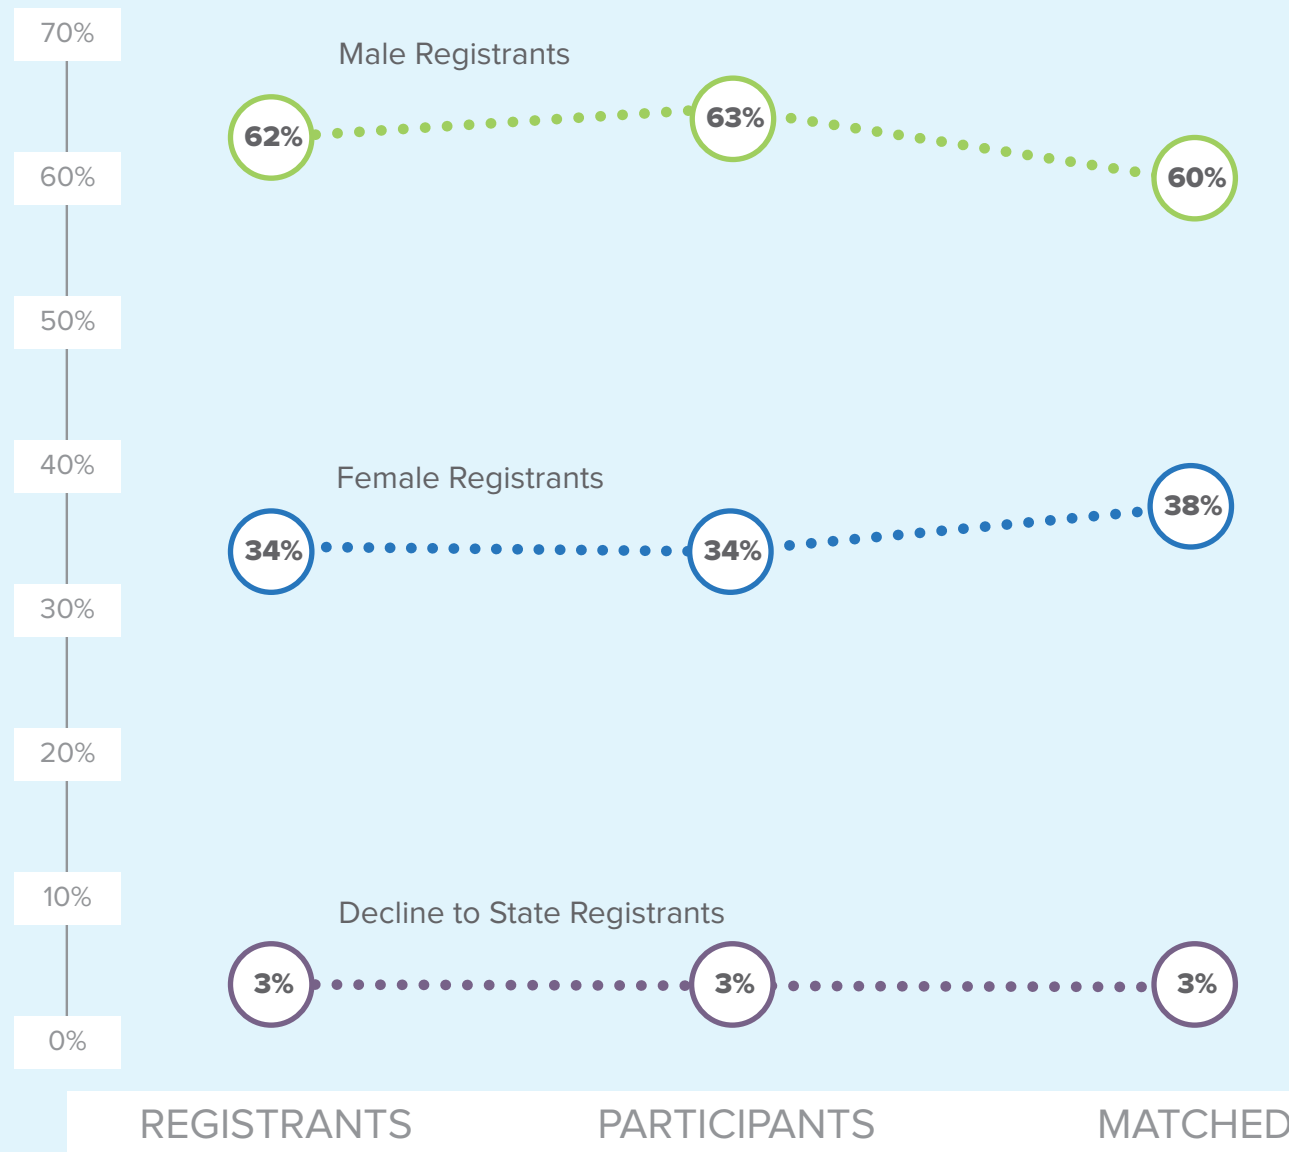 70%
Male Registrants
62%
63%
60%
60%
50%
40%
Female Registrants
34%
34%
38%
30%
20%
10%
Decline to State Registrants
3%
3%
3%
0%
REGISTRANTS
PARTICIPANTS
MATCHED